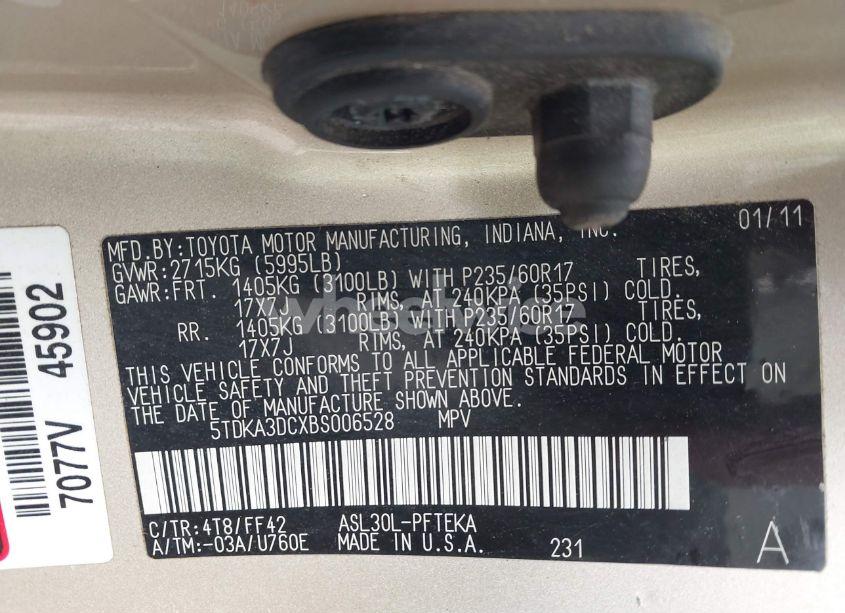 MFD.BY:TOYOTA MOTOR MANUFACTURING, INDIANA, INC. 01/11
GVWR:2715KG (5995LB)
GAWR:FRT. 1405KG (3100LB) WITH P235/60R17 TIRES,
17X7J RIMS, AT 240KPA (35PSI) COLD.
RR. 1405KG (3100LB) WITH P235/60R17 TIRES,
17X7J RIMS, AT 240KPA (35PSI) COLD.
THIS VEHICLE CONFORMS TO ALL APPLICABLE FEDERAL MOTOR
VEHICLE SAFETY AND THEFT PREVENTION STANDARDS IN EFFECT ON
THE DATE OF MANUFACTURE SHOWN ABOVE.
5TDKA3DCXBS006528 MPV
C/TR:4T8/FF42 ASL30L-PFTEKA
A/TM:-03A/U760E MADE IN U.S.A. 231 A
7077V 45902